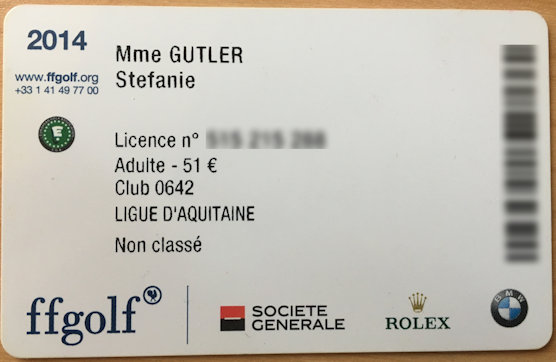 2014
www.ffgolf.org
+33 1 41 49 77 00
Mme GUTLER
Stefanie
Licence n°
Adulte - 51 €
Club 0642
LIGUE D'AQUITAINE
Non classé
ffgolf
SOCIETE
GENERALE
ROLEX
BMW